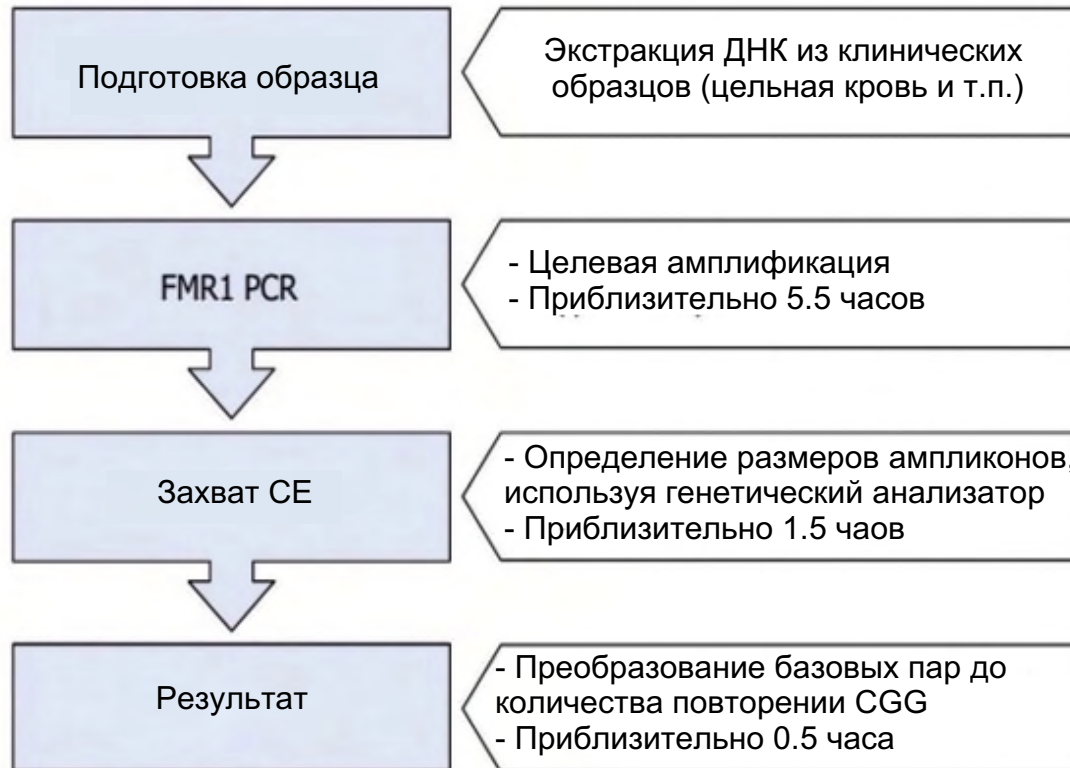 Подготовка образца
Экстракция ДНК из клинических
образцов (цельная кровь и т.п.)
FMR1 PCR
- Целевая амплификация
- Приблизительно 5.5 часов
Захват CE
- Определение размеров ампликонов,
используя генетический анализатор
- Приблизительно 1.5 чаов
Результат
- Преобразование базовых пар до
количества повторении CGG
- Приблизительно 0.5 часа